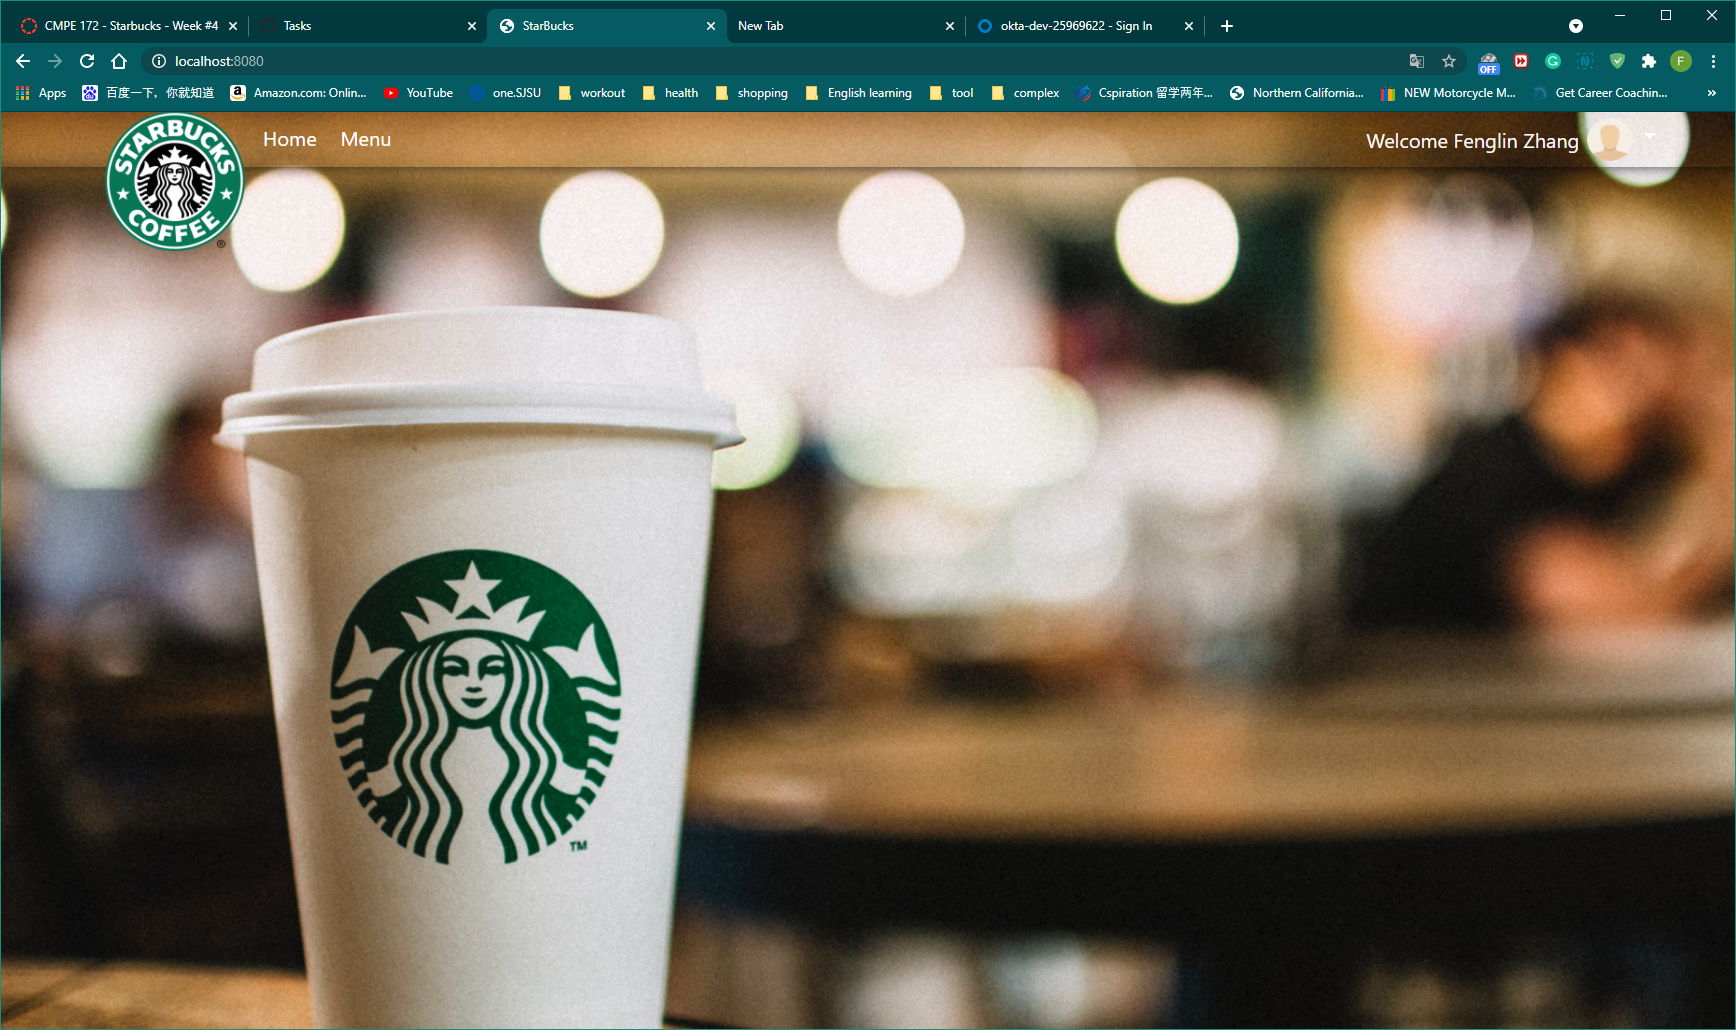 CMPE 172 - Starbucks - Week #4
Tasks
StarBucks
New Tab
okta-dev-25969622 - Sign In
localhost:8080
OFF
F
Apps
百度一下，你就知道
Amazon.com: Onlin...
YouTube
one.SJSU
workout
health
shopping
English learning
tool
complex
Cspiration 留学两年...
Northern California...
NEW Motorcycle M...
Get Career Coachin...
»
STARBUCKS
COFFEE
®
Home
Menu
Welcome Fenglin Zhang
TM